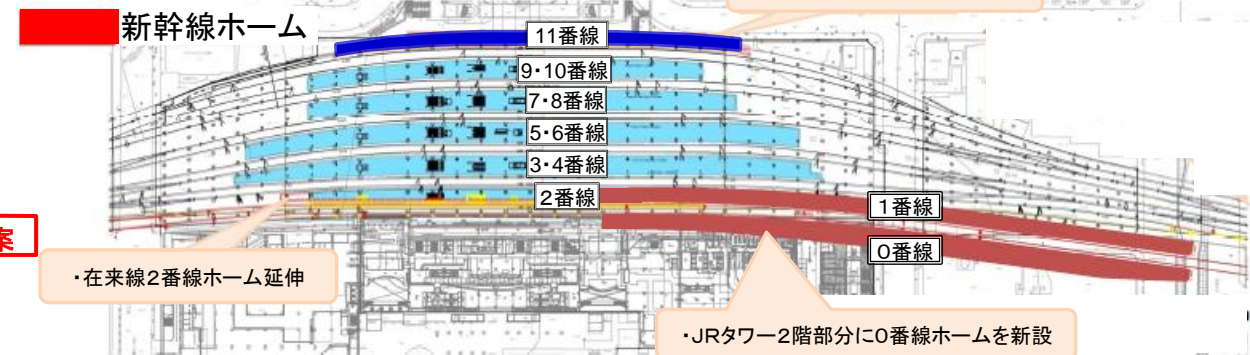 新幹線ホーム
11番線
9・10番線
7・8番線
5・6番線
3・4番線
2番線
1番線
0番線
案
・在来線2番線ホーム延伸
・JRタワー2階部分に0番線ホームを新設